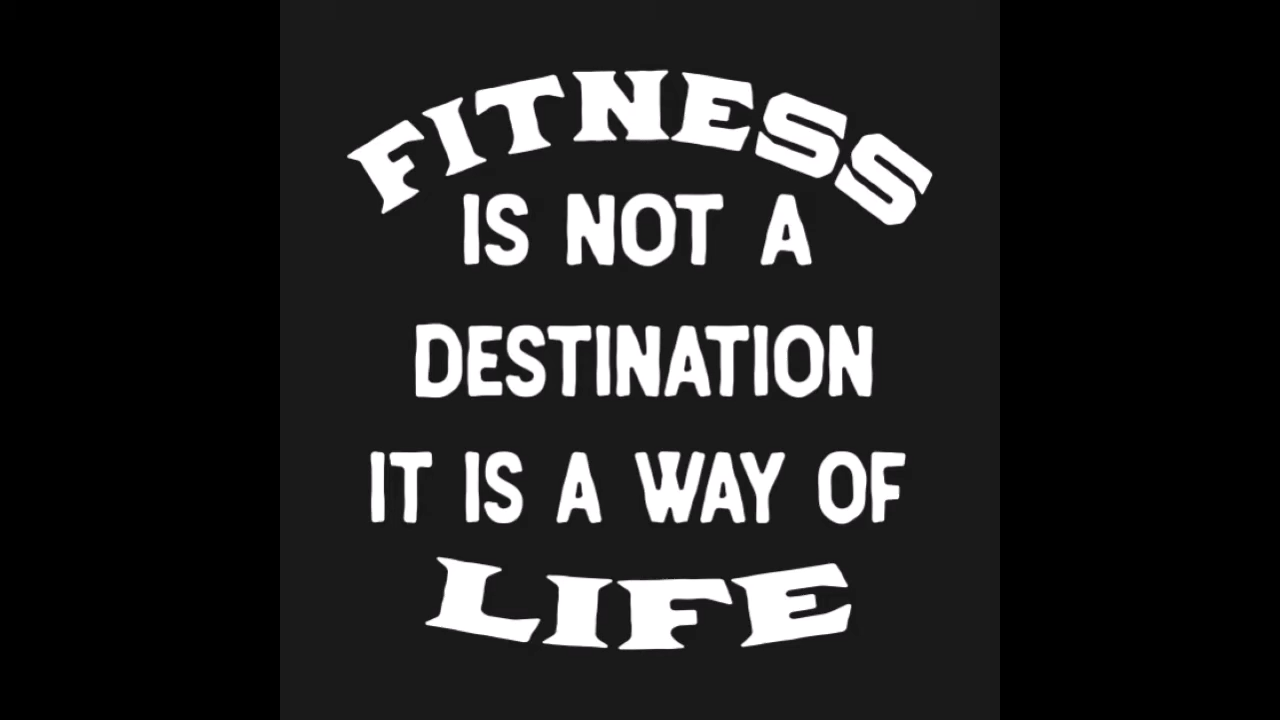 FITNESS
IS NOT A
DESTINATION
IT IS A WAY OF
LIFE